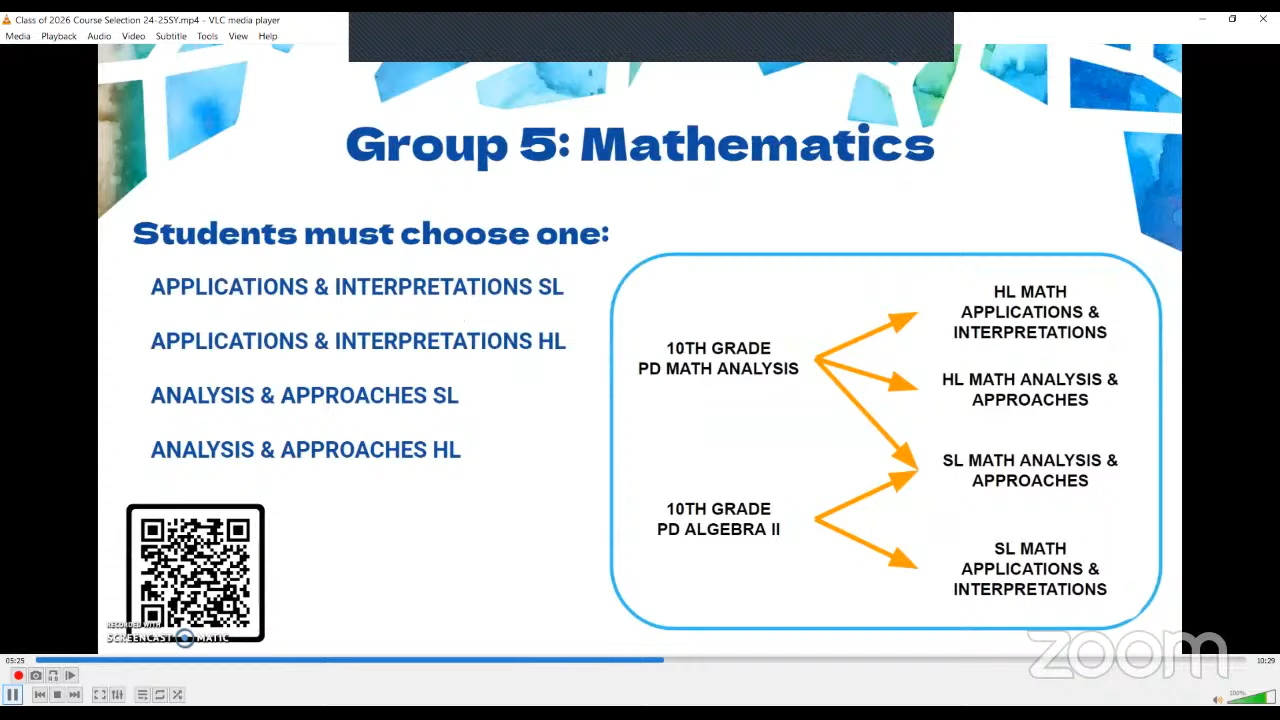 Class of 2026 Course Selection 24-25SY.mp4 - VLC media player
Media Playback Audio Video Subtitle Tools View Help
Group 5: Mathematics
Students must choose one:
APPLICATIONS & INTERPRETATIONS SL
APPLICATIONS & INTERPRETATIONS HL
ANALYSIS & APPROACHES SL
ANALYSIS & APPROACHES HL
10TH GRADE
PD MATH ANALYSIS
10TH GRADE
PD ALGEBRA II
HL MATH
APPLICATIONS &
INTERPRETATIONS
HL MATH ANALYSIS &
APPROACHES
SL MATH ANALYSIS &
APPROACHES
SL MATH
APPLICATIONS &
INTERPRETATIONS
RECORDED WITH
SCREENCAST MATIC
zoom
05:25
10:29
100%